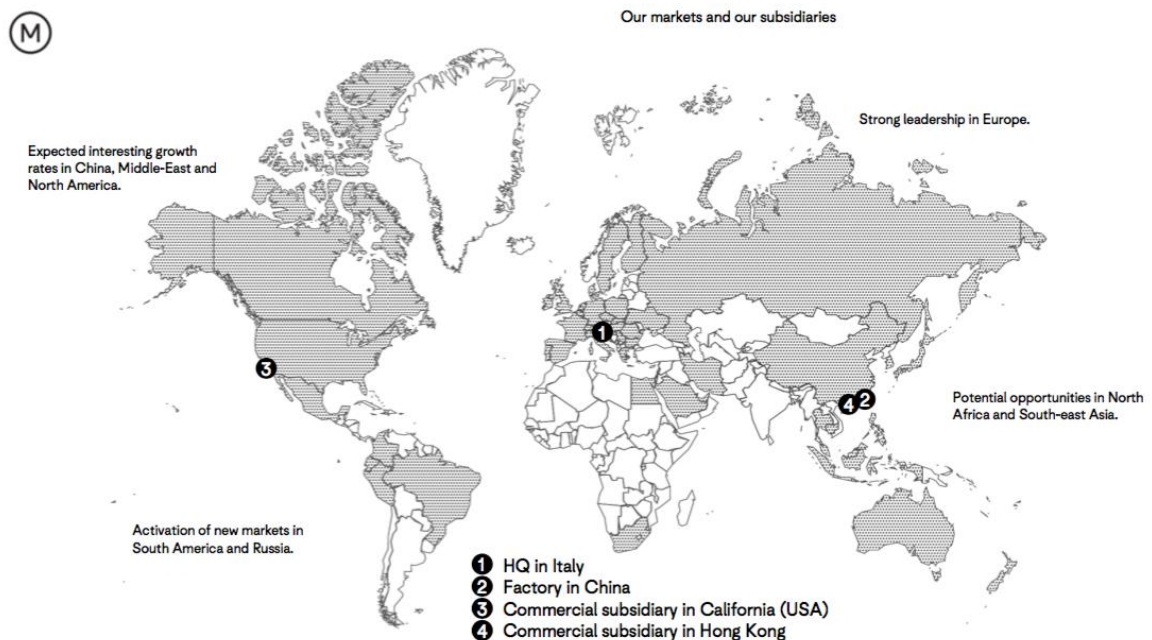 M
Our markets and our subsidiaries
Strong leadership in Europe.
Expected interesting growth
rates in China, Middle-East and
North America.
1
3
4
2
Potential opportunities in North
Africa and South-east Asia.
Activation of new markets in
South America and Russia.
1 HQ in Italy
2 Factory in China
3 Commercial subsidiary in California (USA)
4 Commercial subsidiary in Hong Kong